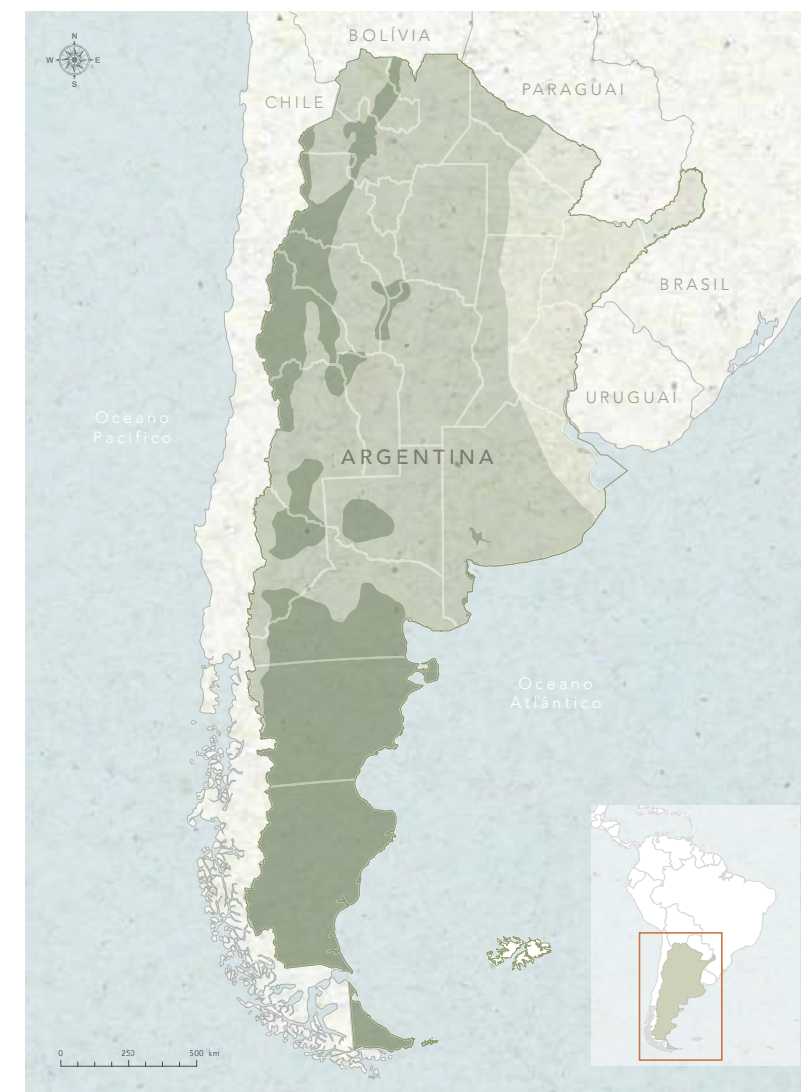 BOLÍVIA
N
W
E
S
CHILE
PARAGUAI
BRASIL
URUGUAI
Oceano
Pacífico
ARGENTINA
Oceano
Atlântico
0
250
500 km